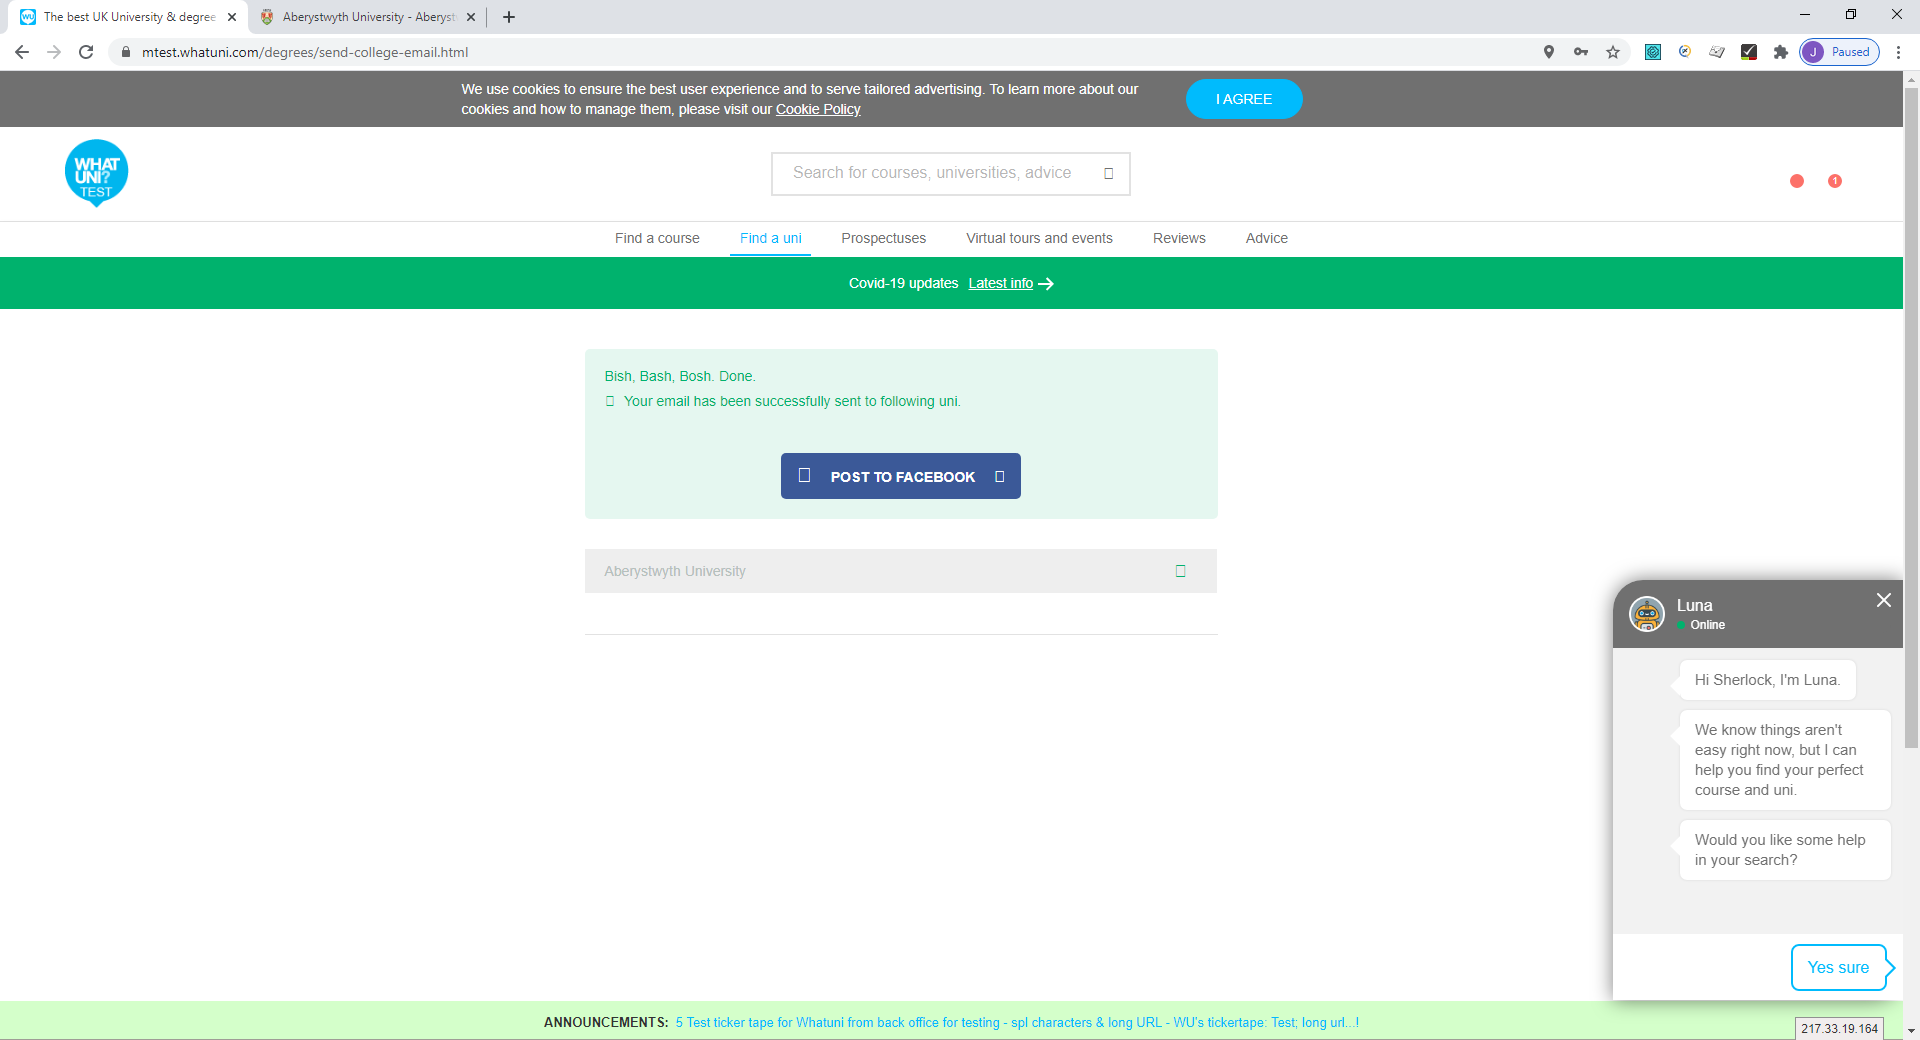 The best UK University & degree
Aberystwyth University - Aberyst
mtest.whatuni.com/degrees/send-college-email.html
J Paused
We use cookies to ensure the best user experience and to serve tailored advertising. To learn more about our
cookies and how to manage them, please visit our Cookie Policy
I AGREE
WHAT
UNI?
TEST
Search for courses, universities, advice
1
Find a course
Find a uni
Prospectuses
Virtual tours and events
Reviews
Advice
Covid-19 updates Latest info
Bish, Bash, Bosh. Done.
Your email has been successfully sent to following uni.
POST TO FACEBOOK
Aberystwyth University
Luna
Online
Hi Sherlock, I'm Luna.
We know things aren't
easy right now, but I can
help you find your perfect
course and uni.
Would you like some help
in your search?
Yes sure
ANNOUNCEMENTS: 5 Test ticker tape for Whatuni from back office for testing - spl characters & long URL - WU's tickertape: Test; long url...!
217.33.19.164